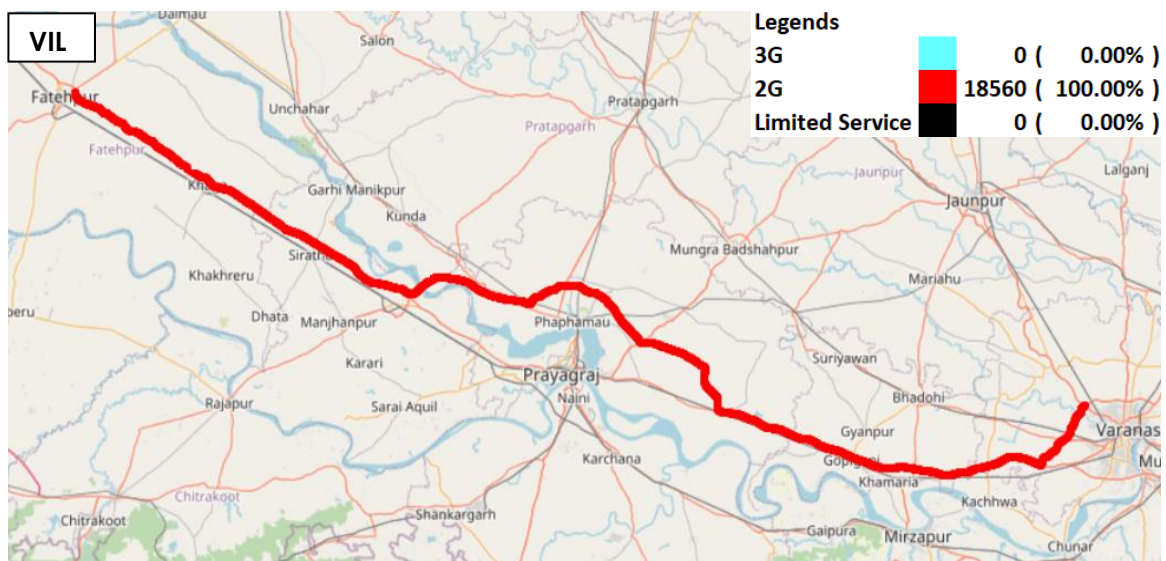 VIL
Legends
3G 0 ( 0.00% )
2G 18560 ( 100.00% )
Limited Service 0 ( 0.00% )
Dalmau
Salon
Fatehpur
Unchahar
Pratapgarh
Pratapgarh
Fatehpur
Lalganj
Jaunpur
Garhi Manikpur
Jaunpur
Kunda
Mungra Badshahpur
Khakhreru
Mariahu
Dhata
Manjhanpur
Phaphamau
Karari
Suriyawan
Prayagraj
Rajapur
Sarai Aquil
Naini
Bhadohi
Gyanpur
Varanas
Karchana
Mu
Khamaria
Chitrakoot
Kachhwa
Shankargarh
Chitrakoot
Gaipura
Mirzapur
Chunar